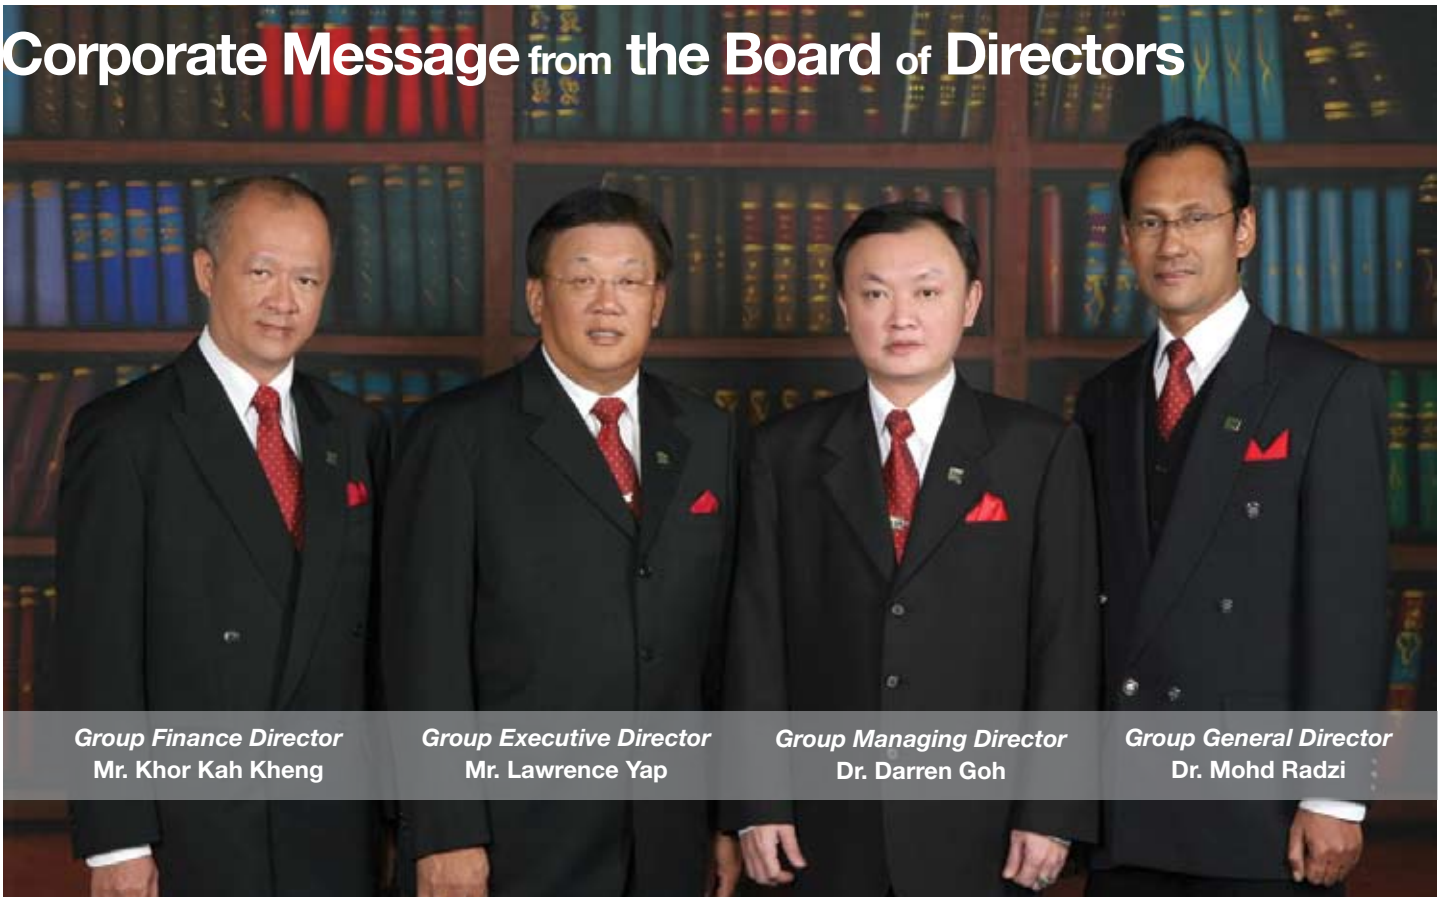 Corporate Message from the Board of Directors
Group Finance Director
Mr. Khor Kah Kheng
Group Executive Director
Mr. Lawrence Yap
Group Managing Director
Dr. Darren Goh
Group General Director
Dr. Mohd Radzi